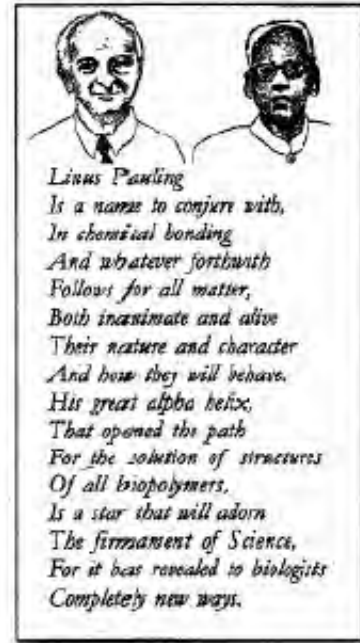 Linus Pauling
Is a name to conjure with,
In chemical bonding
And whatever forthwith
Follows for all matter,
Both inanimate and alive
Their nature and character
And how they will behave.
His great alpha helix,
That opened the path
For the solution of structures
Of all biopolymers,
Is a star that will adorn
The firmament of Science,
For it has revealed to biologists
Completely new ways.